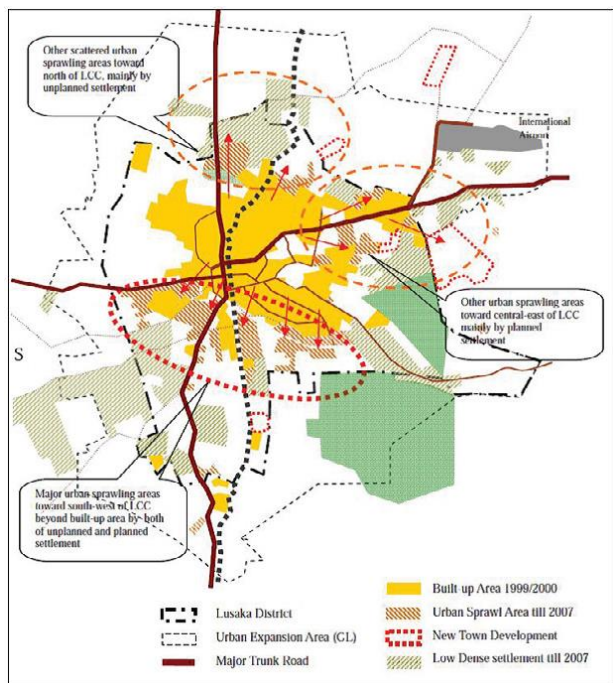 Other scattered urban
sprawling areas toward
north of LCC, mainly by
unplanned settlement
International
Airport
Other urban sprawling areas
toward central-east of LCC
mainly by planned
settlement
S
Major urban sprawling areas
toward south-west of LCC
beyond built-up area by both
of unplanned and planned
settlement
Lusaka District
Urban Expansion Area (GL)
Major Trunk Road
Built-up Area 1999/2000
Urban Sprawl Area till 2007
New Town Development
Low Dense settlement till 2007